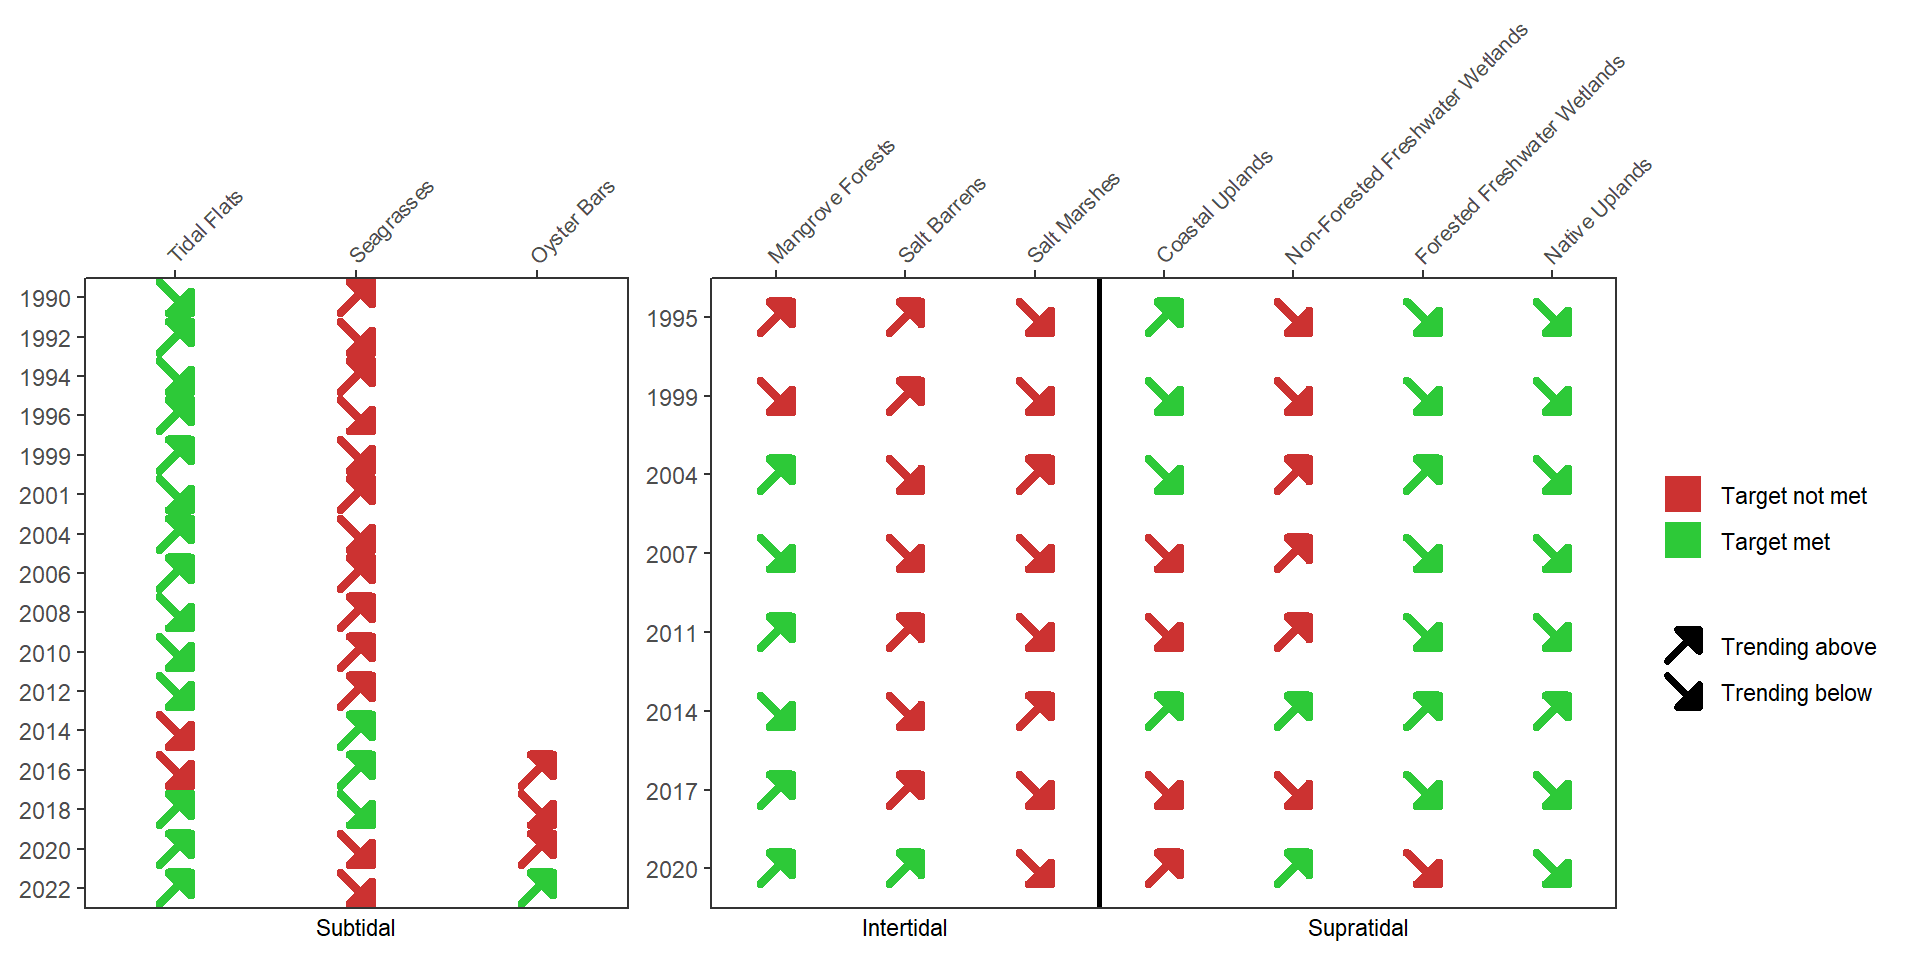 Tidal Flats
Seagrasses
Oyster Bars
Mangrove Forests
Salt Barrens
Salt Marshes
Coastal Uplands
Non-Forested Freshwater Wetlands
Forested Freshwater Wetlands
Native Uplands
1990
1992
1994
1996
1999
2001
2004
2006
2008
2010
2012
2014
2016
2018
2020
2022
Subtidal
1995
1999
2004
2007
2011
2014
2017
2020
Intertidal
Supratidal
Target not met
Target met
Trending above
Trending below